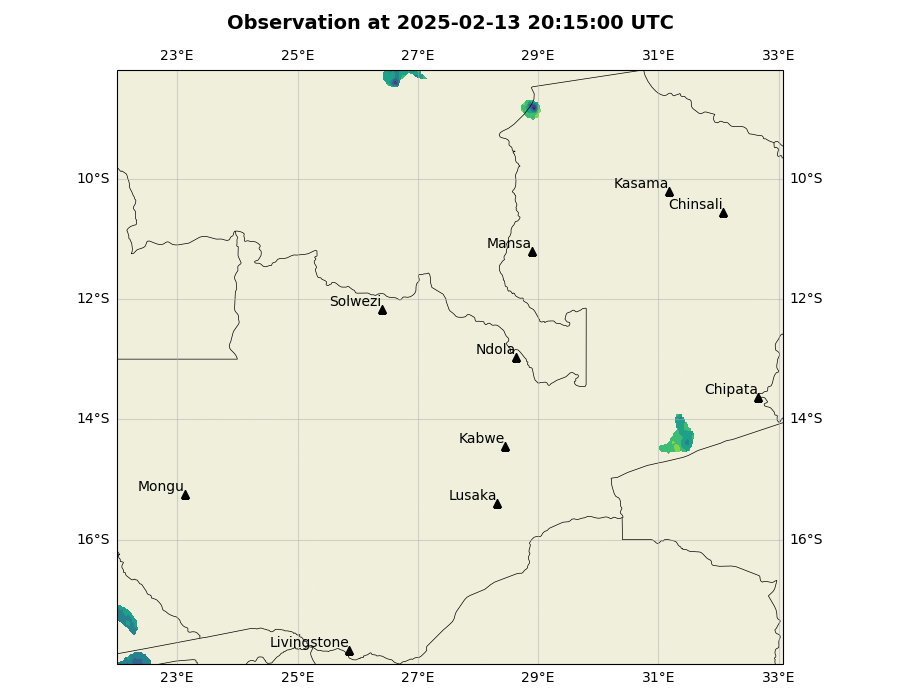 Observation at 2025-02-13 20:15:00 UTC
23°E 25°E 27°E 29°E 31°E 33°E
10°S 10°S
Kasama
Chinsali
Mansa
12°S 12°S
Solwezi
Ndola
Chipata
14°S 14°S
Kabwe
Mongu
Lusaka
16°S 16°S
Livingstone
23°E 25°E 27°E 29°E 31°E 33°E